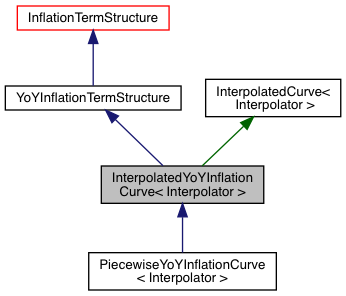 InflationTermStructure
YoYInflationTermStructure
InterpolatedCurve<
Interpolator >
InterpolatedYoYInflation
Curve< Interpolator >
PiecewiseYoYInflationCurve
< Interpolator >